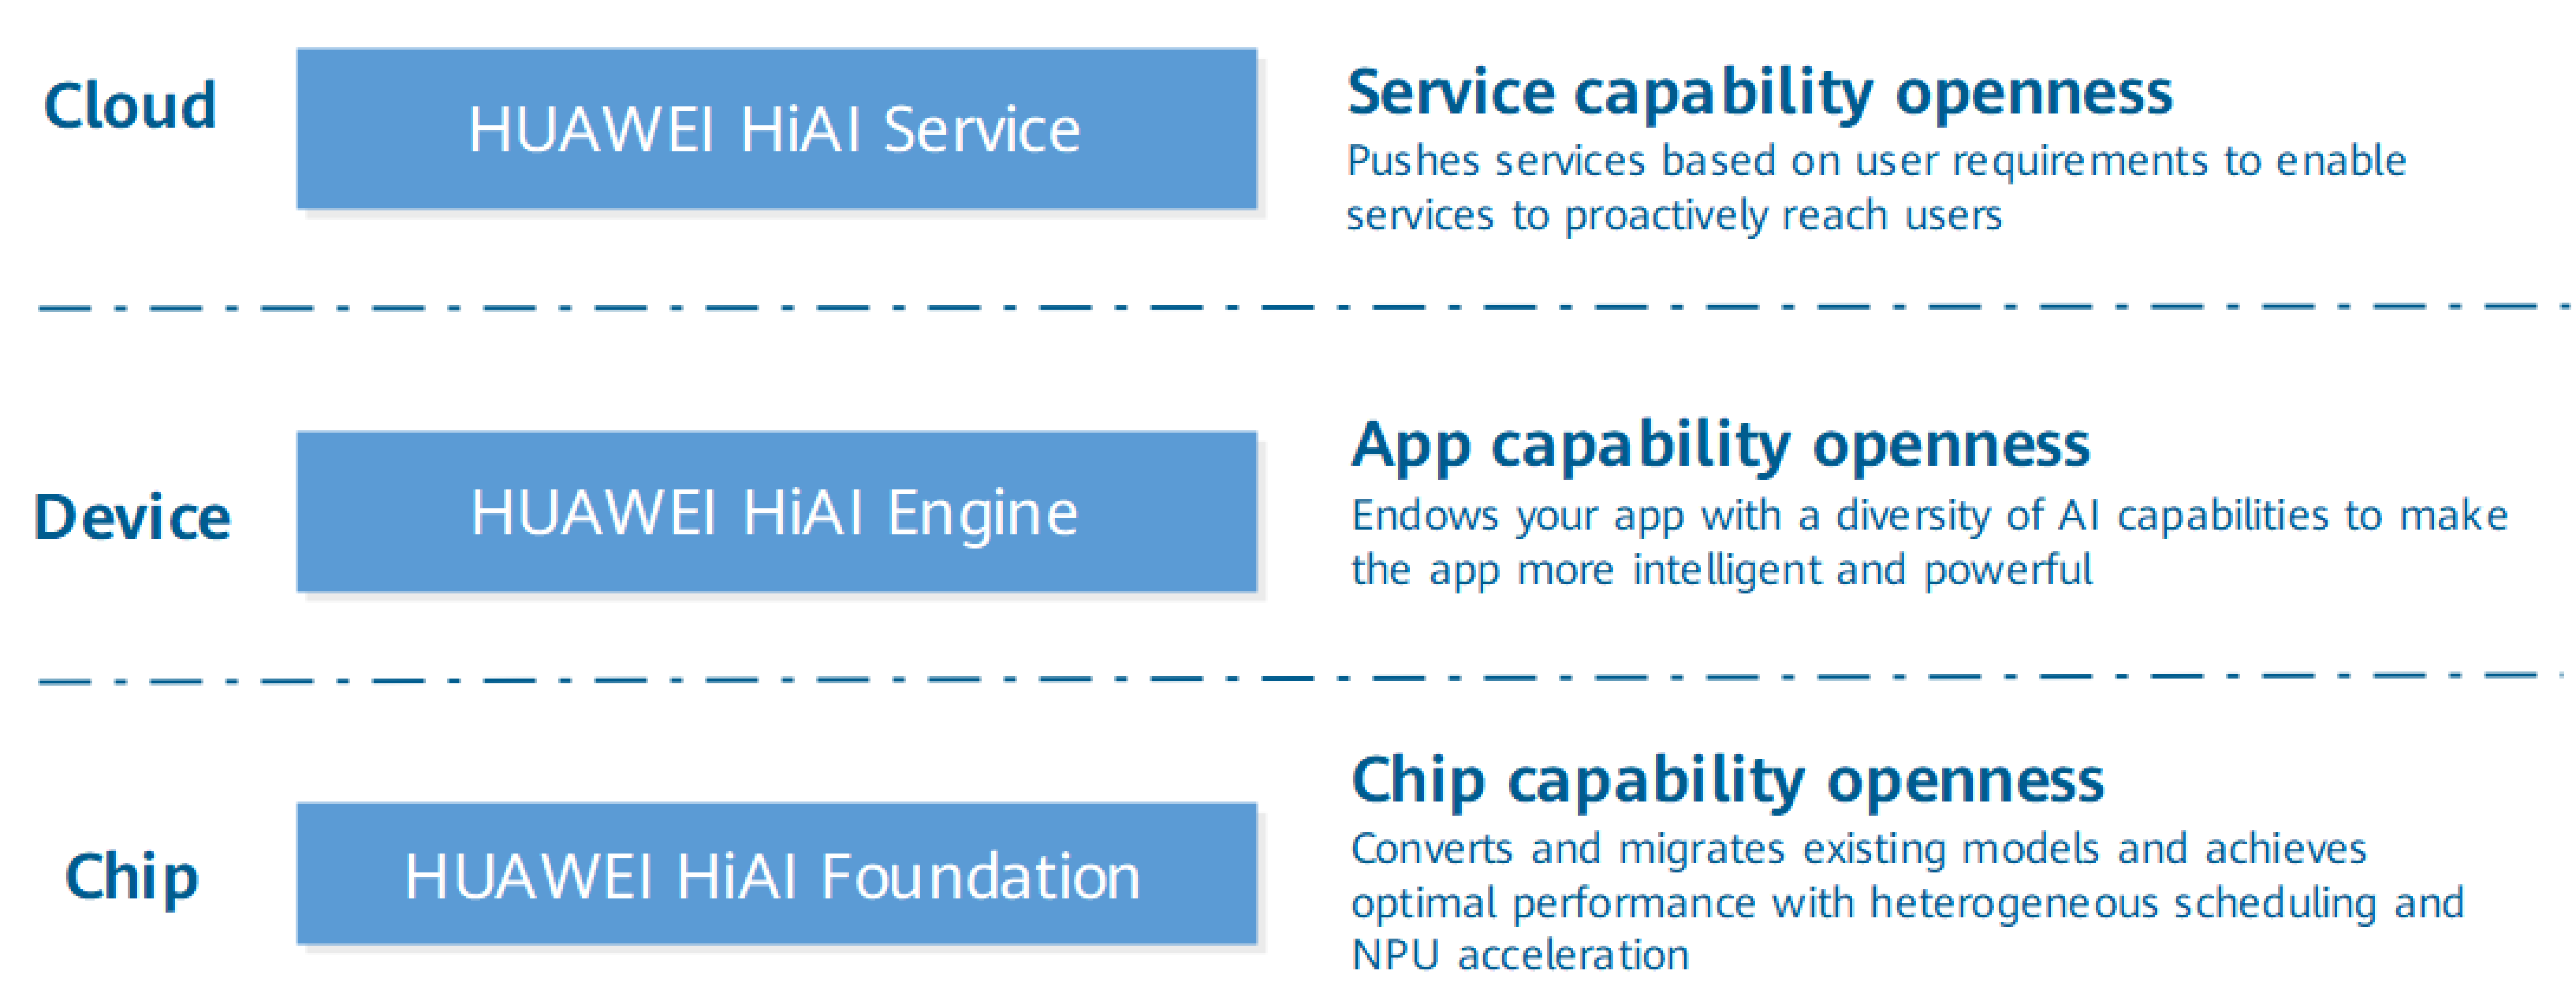 Cloud
HUAWEI HiAI Service
Service capability openness
Pushes services based on user requirements to enable
services to proactively reach users
Device
HUAWEI HiAI Engine
App capability openness
Endows your app with a diversity of AI capabilities to make
the app more intelligent and powerful
Chip
HUAWEI HiAI Foundation
Chip capability openness
Converts and migrates existing models and achieves
optimal performance with heterogeneous scheduling and
NPU acceleration